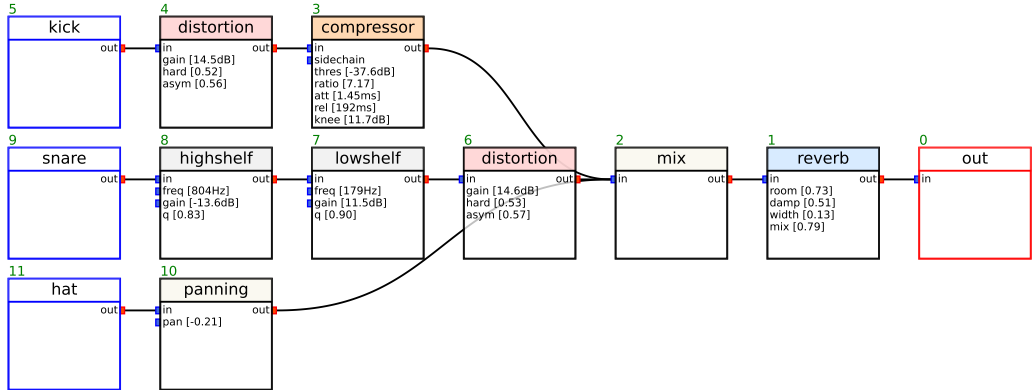 5
kick
out
4
distortion
in out
gain [14.5dB]
hard [0.52]
asym [0.56]
3
compressor
in out
sidechain
thres [-37.6dB]
ratio [7.17]
att [1.45ms]
rel [192ms]
knee [11.7dB]
9
snare
out
8
highshelf
in out
freq [804Hz]
gain [-13.6dB]
q [0.83]
7
lowshelf
in out
freq [179Hz]
gain [11.5dB]
q [0.90]
6
distortion
in out
gain [14.6dB]
hard [0.53]
asym [0.57]
2
mix
in out
1
reverb
in out
room [0.73]
damp [0.51]
width [0.13]
mix [0.79]
0
out
in
11
hat
out
10
panning
in out
pan [-0.21]